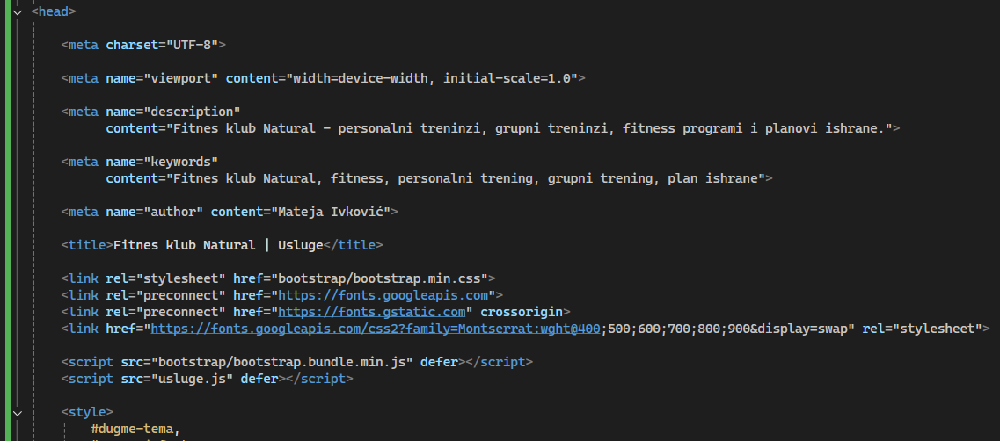 <head>
<meta charset="UTF-8">
<meta name="viewport" content="width=device-width, initial-scale=1.0">
<meta name="description"
content="Fitnes klub Natural - personalni treninzi, grupni treninzi, fitness programi i planovi ishrane.">
<meta name="keywords"
content="Fitnes klub Natural, fitness, personalni trening, grupni trening, plan ishrane">
<meta name="author" content="Mateja Ivković">
<title>Fitnes klub Natural | Usluge</title>
<link rel="stylesheet" href="bootstrap/bootstrap.min.css">
<link rel="preconnect" href="https://fonts.googleapis.com">
<link rel="preconnect" href="https://fonts.gstatic.com" crossorigin>
<link href="https://fonts.googleapis.com/css2?family=Montserrat:wght@400;500;600;700;800;900&display=swap" rel="stylesheet">
<script src="bootstrap/bootstrap.bundle.min.js" defer></script>
<script src="usluge.js" defer></script>
<style>
#dugme-tema,